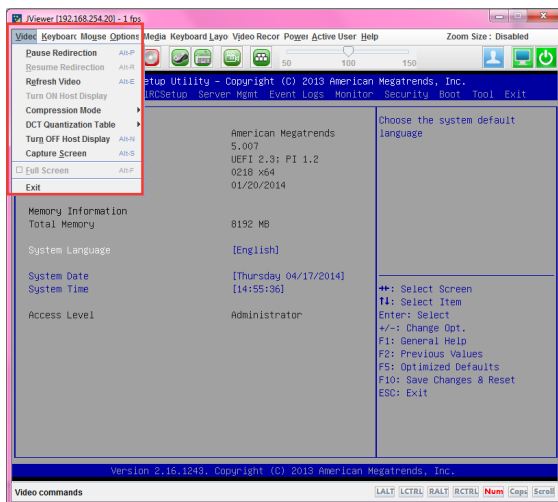 JViewer [192.168.254.20] - 1 fps
Video Keyboarc Mouse Options Media Keyboard Layo Video Recor Power Active User Help Zoom Size : Disabled
Pause Redirection Alt-P
Resume Redirection Alt-R
Refresh Video Alt-E
Turn ON Host Display
Compression Mode
DCT Quantization Table
Turn OFF Host Display Alt-N
Capture Screen Alt-S
Full Screen Alt-F
Exit
50 100 150
Setup Utility – Copyright (C) 2013 American Megatrends, Inc.
IRCSetup Server Mgmt Event Logs Monitor Security Boot Tool Exit
American Megatrends
5.007
UEFI 2.3; PI 1.2
0218 x64
01/20/2014
Memory Information
Total Memory 8192 MB
System Language [English]
System Date [Thursday 04/17/2014]
System Time [14:55:36]
Access Level Administrator
Choose the system default
language
→←: Select Screen
↑↓: Select Item
Enter: Select
+/-: Change Opt.
F1: General Help
F2: Previous Values
F5: Optimized Defaults
F10: Save Changes & Reset
ESC: Exit
Version 2.16.1243. Copyright (C) 2013 American Megatrends, Inc.
Video commands LALT LCTRL RALT RCTRL Num Caps Scroll